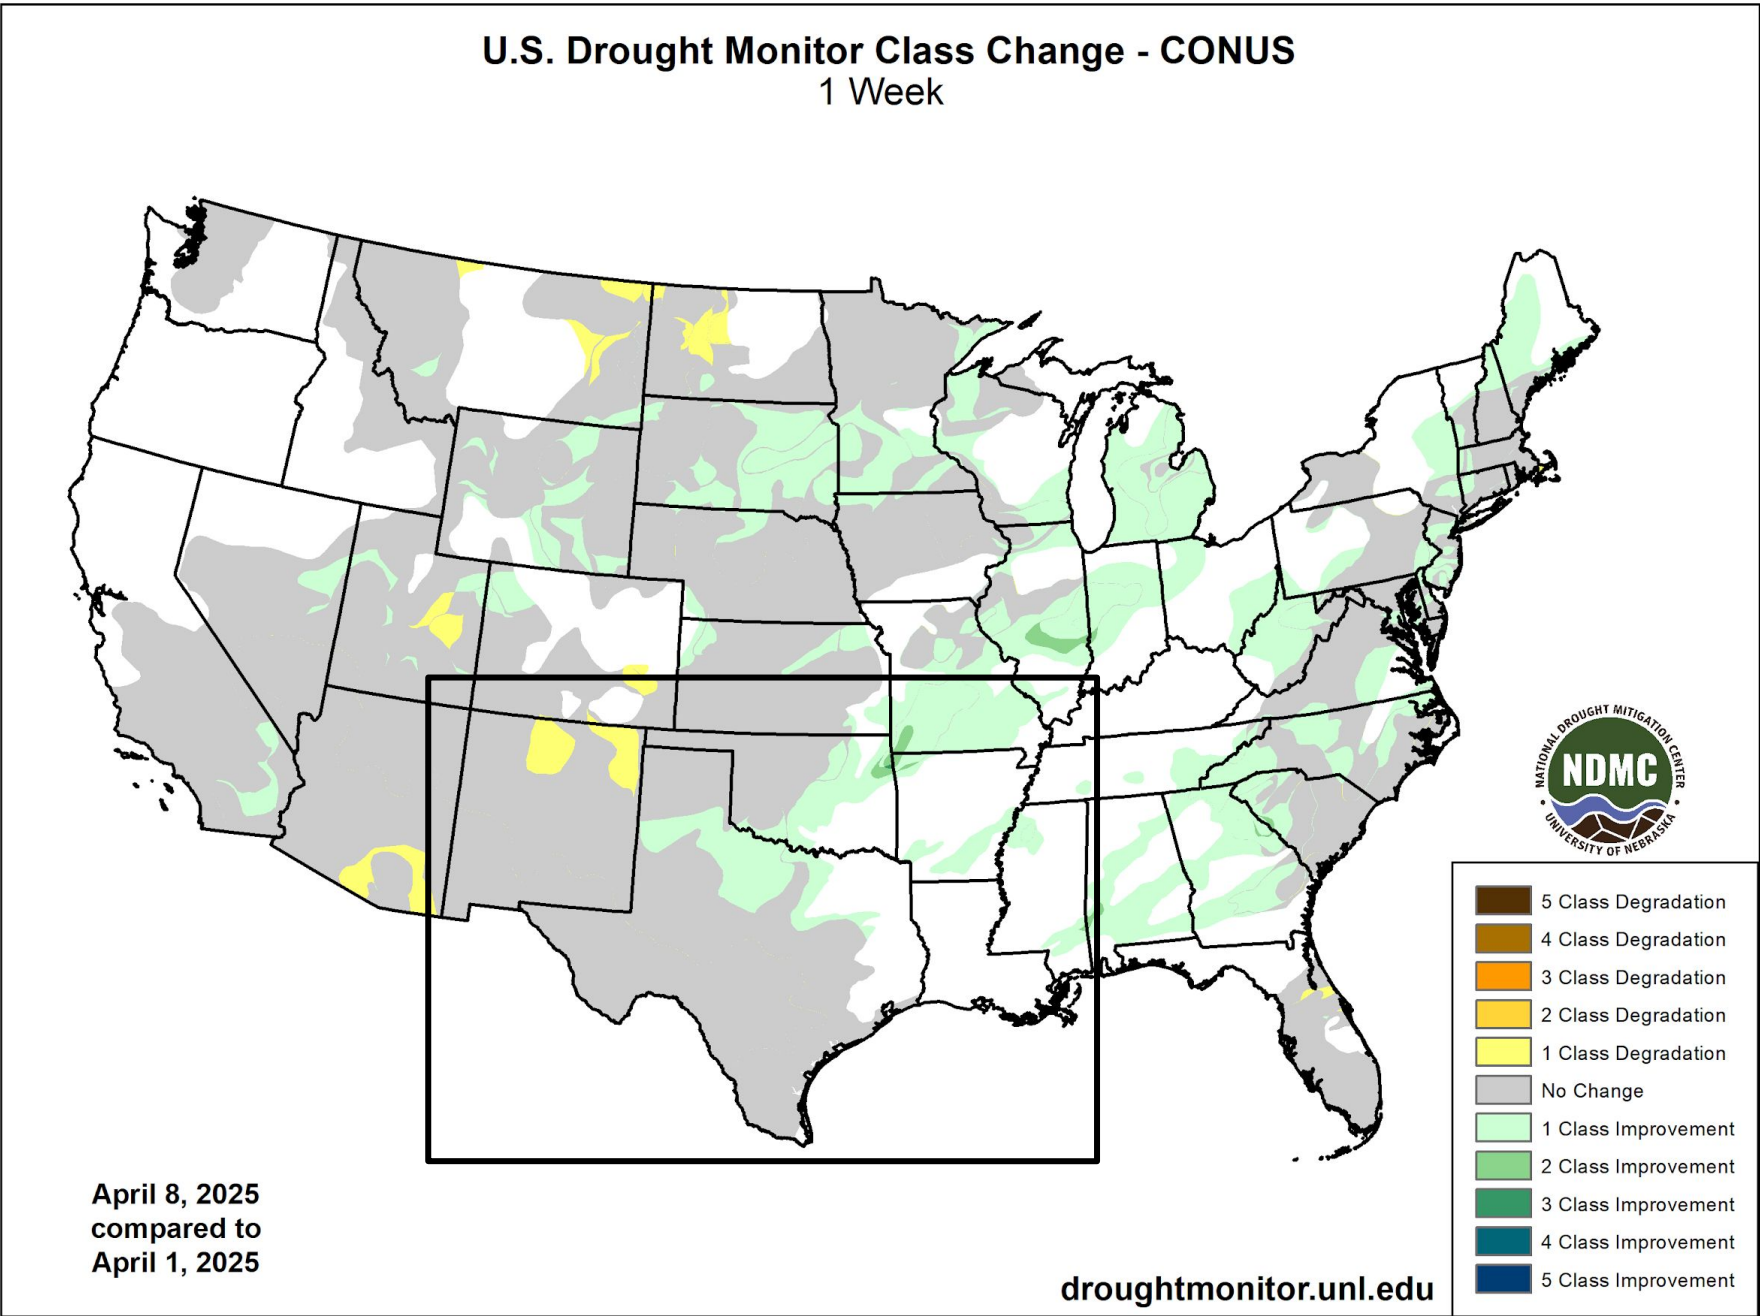 U.S. Drought Monitor Class Change - CONUS
1 Week
NATIONAL DROUGHT MITIGATION CENTER
NDMC
UNIVERSITY OF NEBRASKA
5 Class Degradation
4 Class Degradation
3 Class Degradation
2 Class Degradation
1 Class Degradation
No Change
1 Class Improvement
2 Class Improvement
3 Class Improvement
4 Class Improvement
5 Class Improvement
April 8, 2025
compared to
April 1, 2025
droughtmonitor.unl.edu